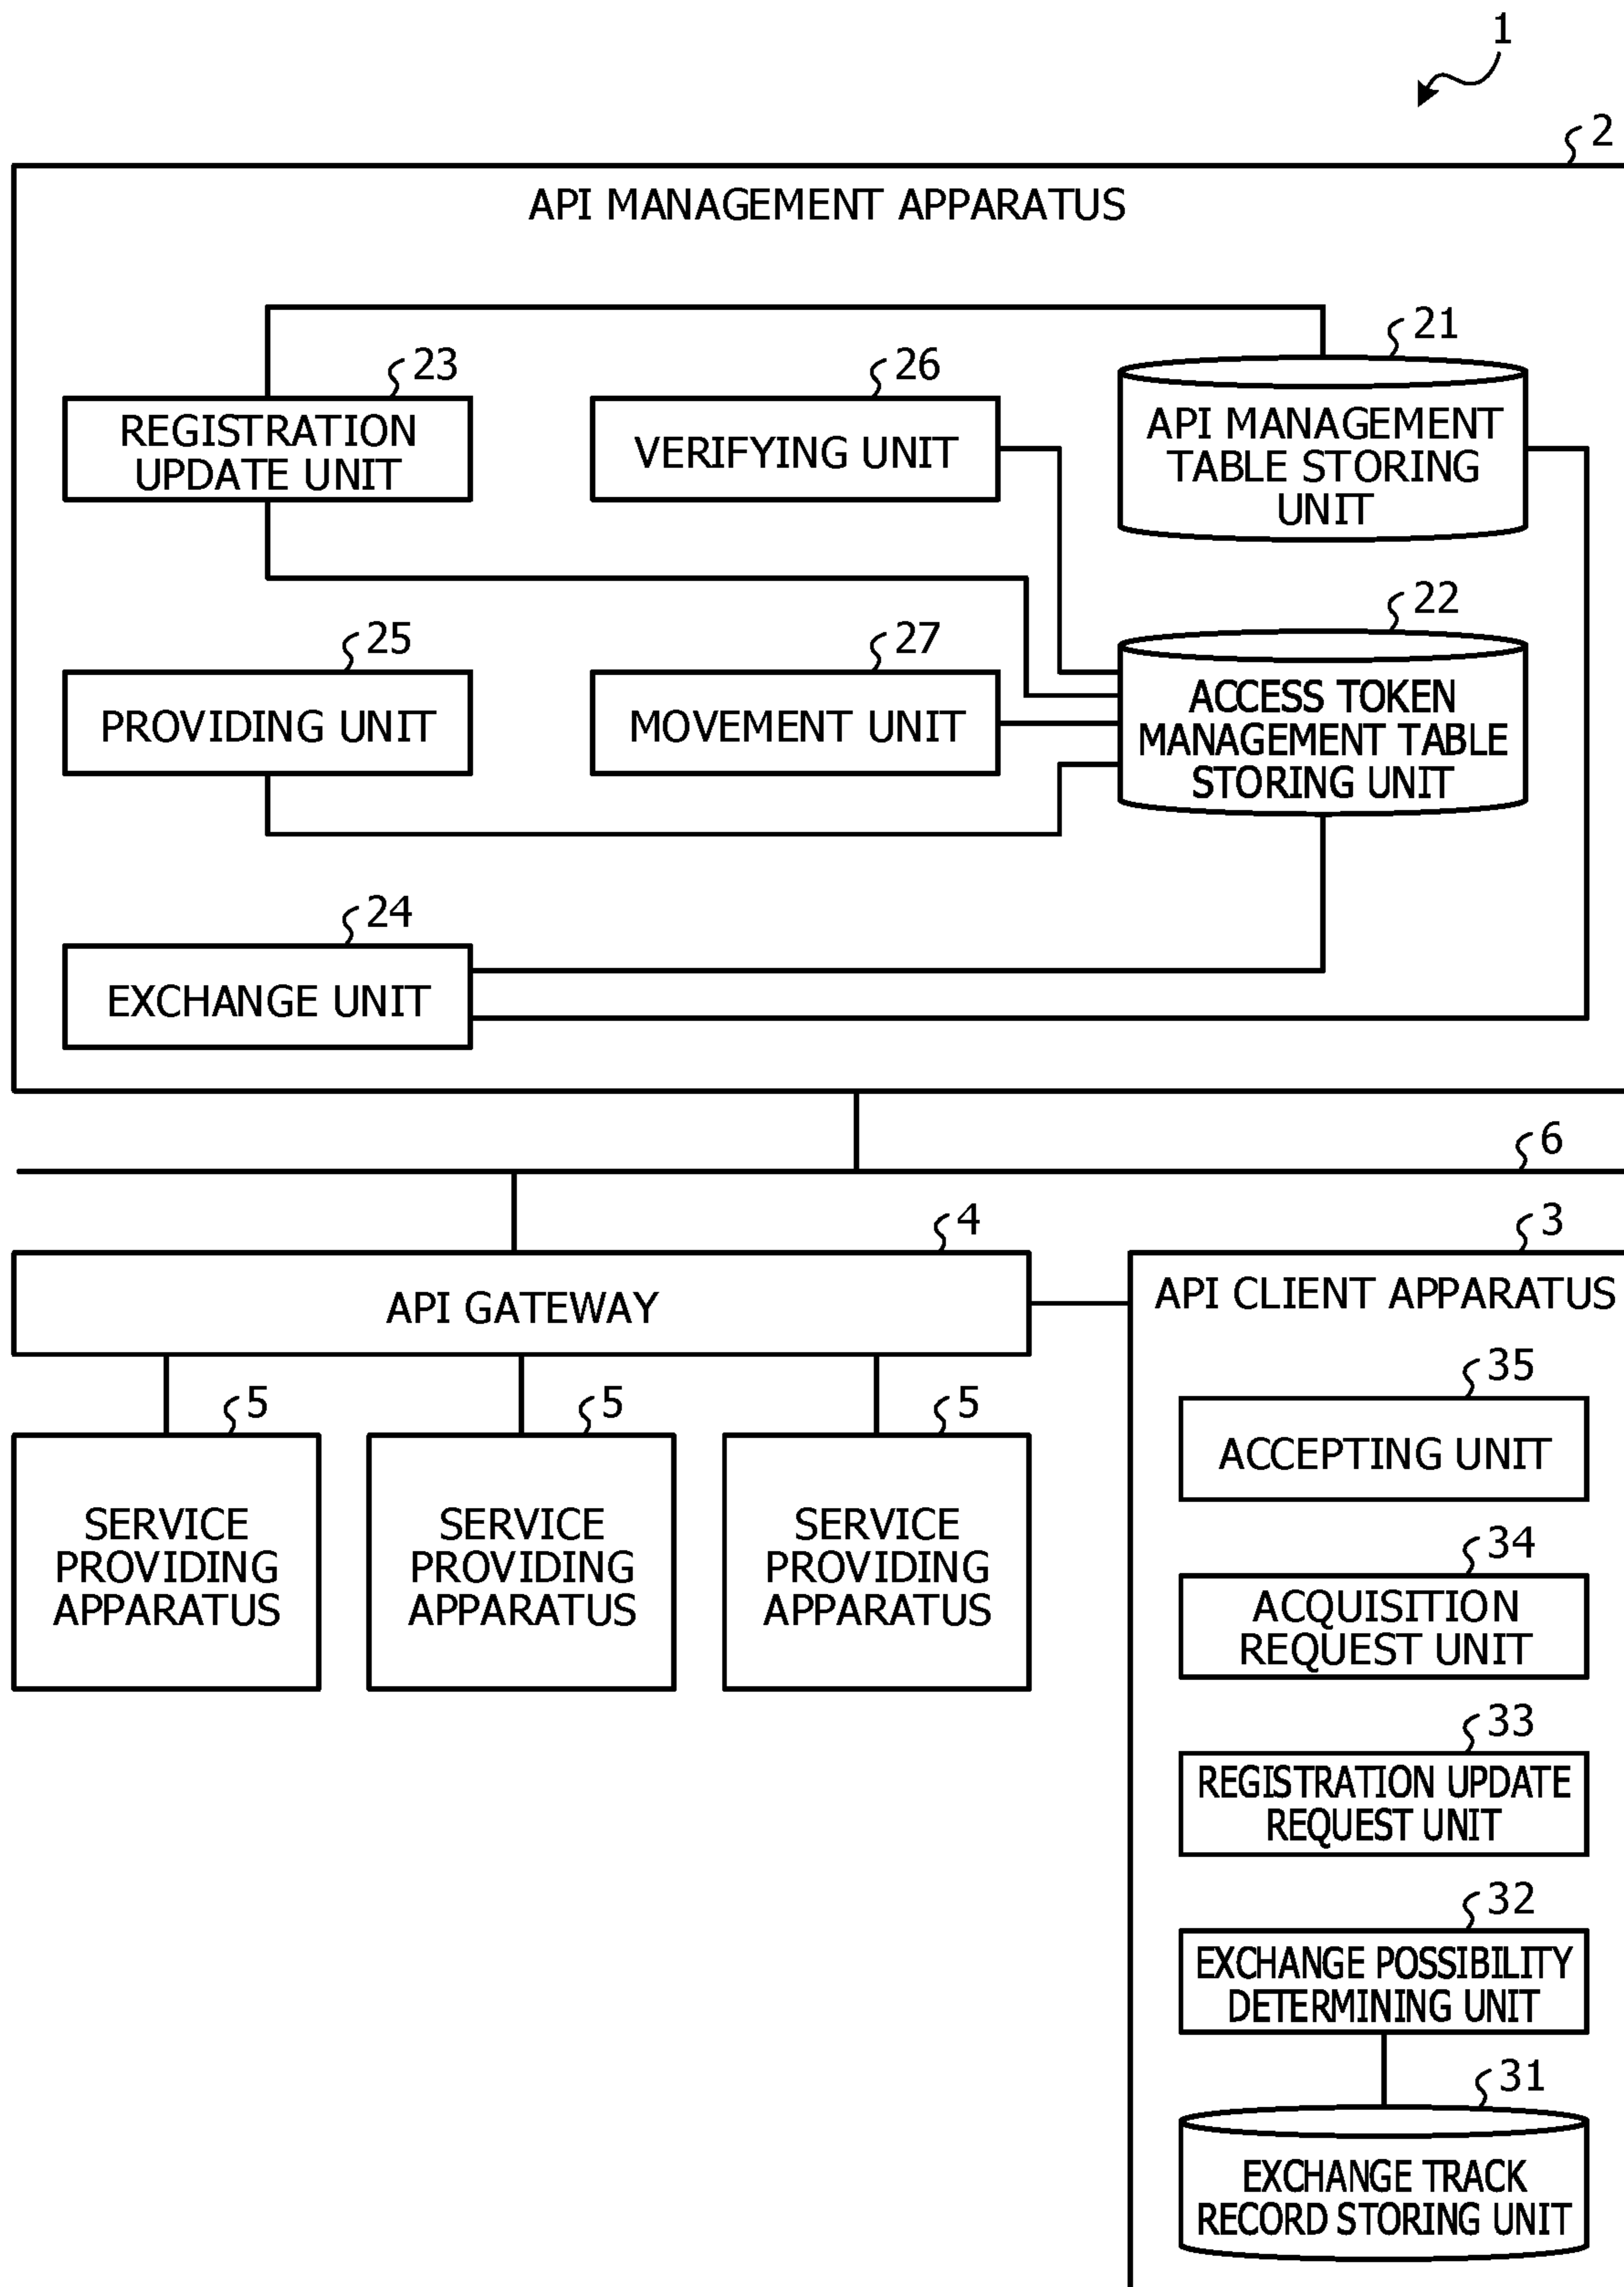 1
2
API MANAGEMENT APPARATUS
21
23
26
REGISTRATION
UPDATE UNIT
VERIFYING UNIT
API MANAGEMENT
TABLE STORING
UNIT
22
25
27
PROVIDING UNIT
MOVEMENT UNIT
ACCESS TOKEN
MANAGEMENT TABLE
STORING UNIT
24
EXCHANGE UNIT
6
4
3
API GATEWAY
API CLIENT APPARATUS
5
5
5
SERVICE
PROVIDING
APPARATUS
SERVICE
PROVIDING
APPARATUS
SERVICE
PROVIDING
APPARATUS
35
ACCEPTING UNIT
34
ACQUISITION
REQUEST UNIT
33
REGISTRATION UPDATE
REQUEST UNIT
32
EXCHANGE POSSIBILITY
DETERMINING UNIT
31
EXCHANGE TRACK
RECORD STORING UNIT